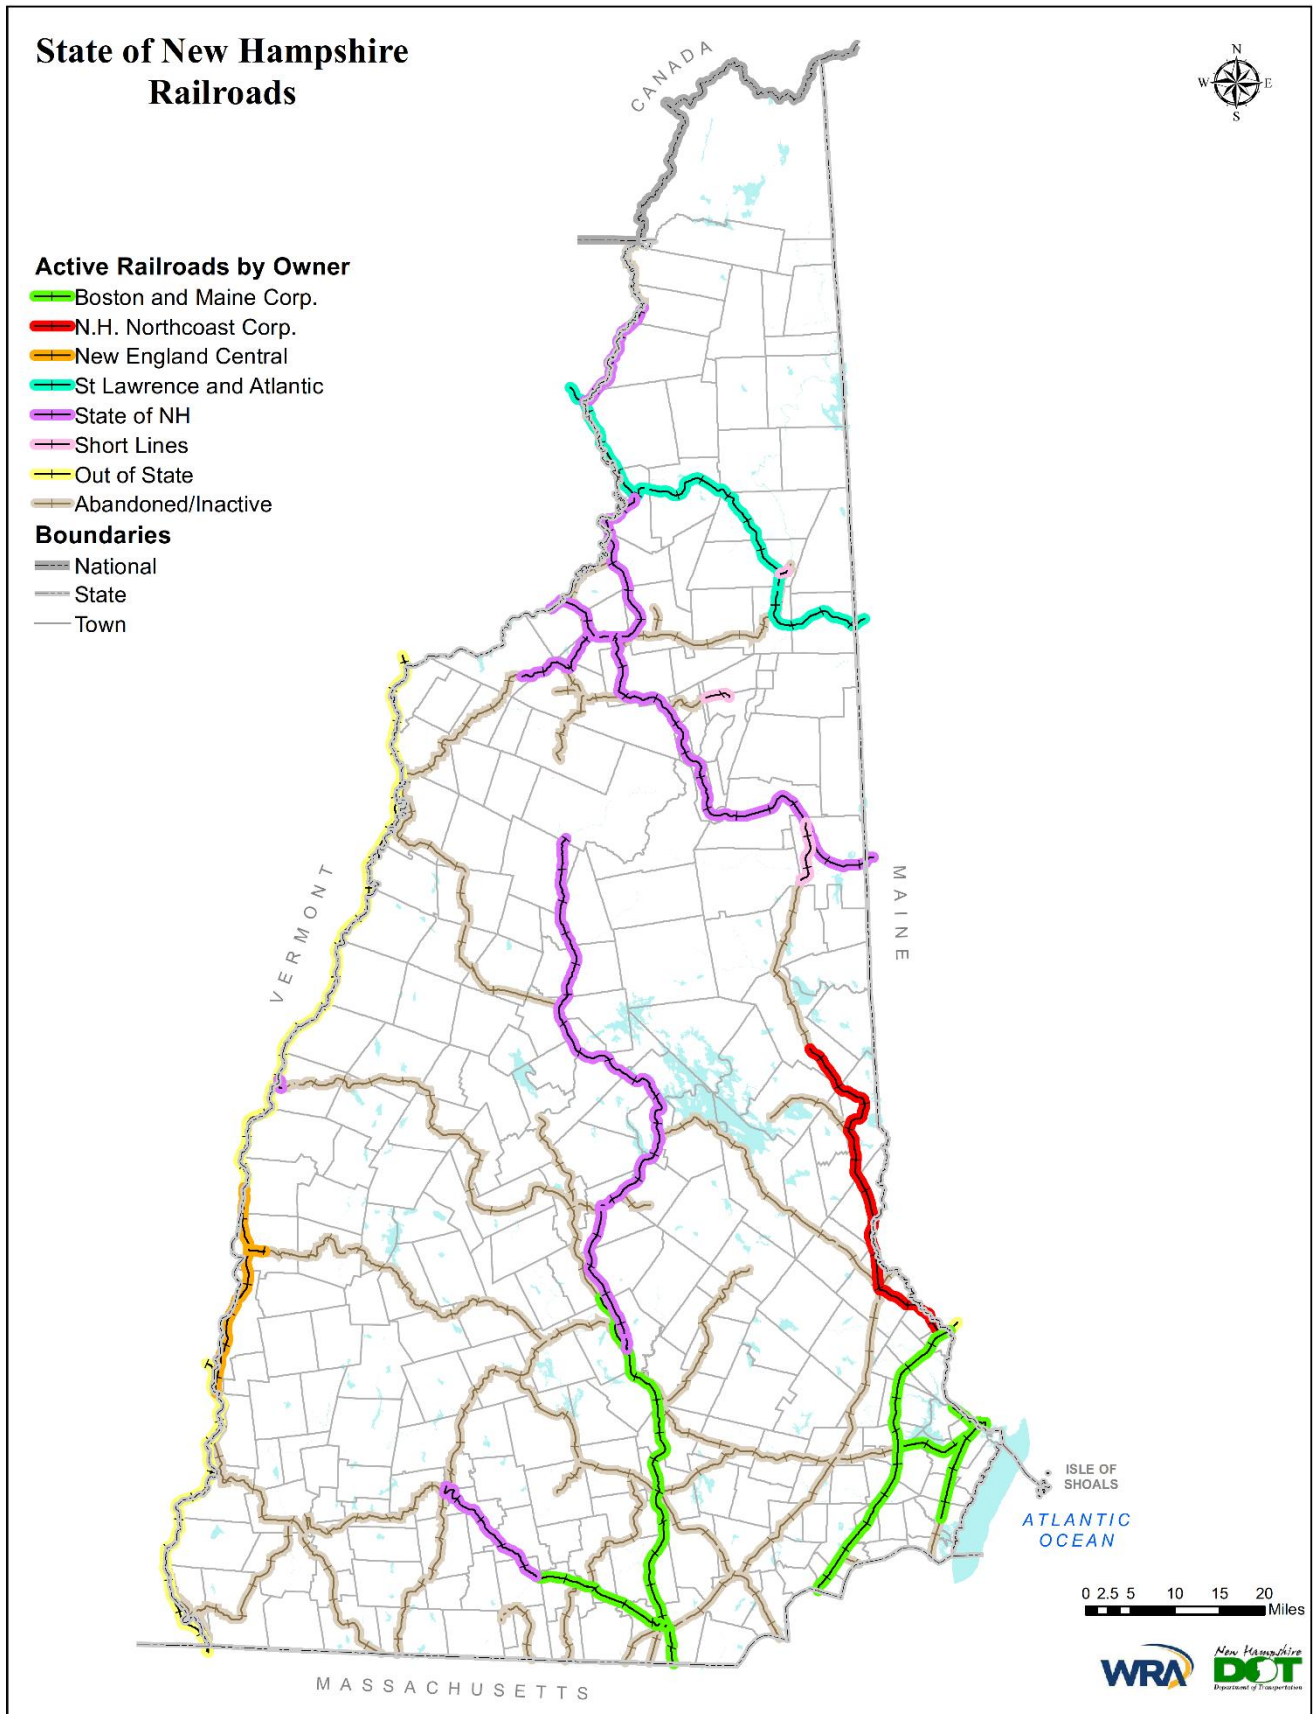 State of New Hampshire
Railroads
CANADA
N
W
E
S
Active Railroads by Owner
Boston and Maine Corp.
N.H. Northcoast Corp.
New England Central
St Lawrence and Atlantic
State of NH
Short Lines
Out of State
Abandoned/Inactive
Boundaries
National
State
Town
VERMONT
MAINE
ISLE OF
SHOALS
ATLANTIC
OCEAN
0 2.5 5 10 15 20
Miles
WRA
New Hampshire
DOT
Department of Transportation
MASSACHUSETTS